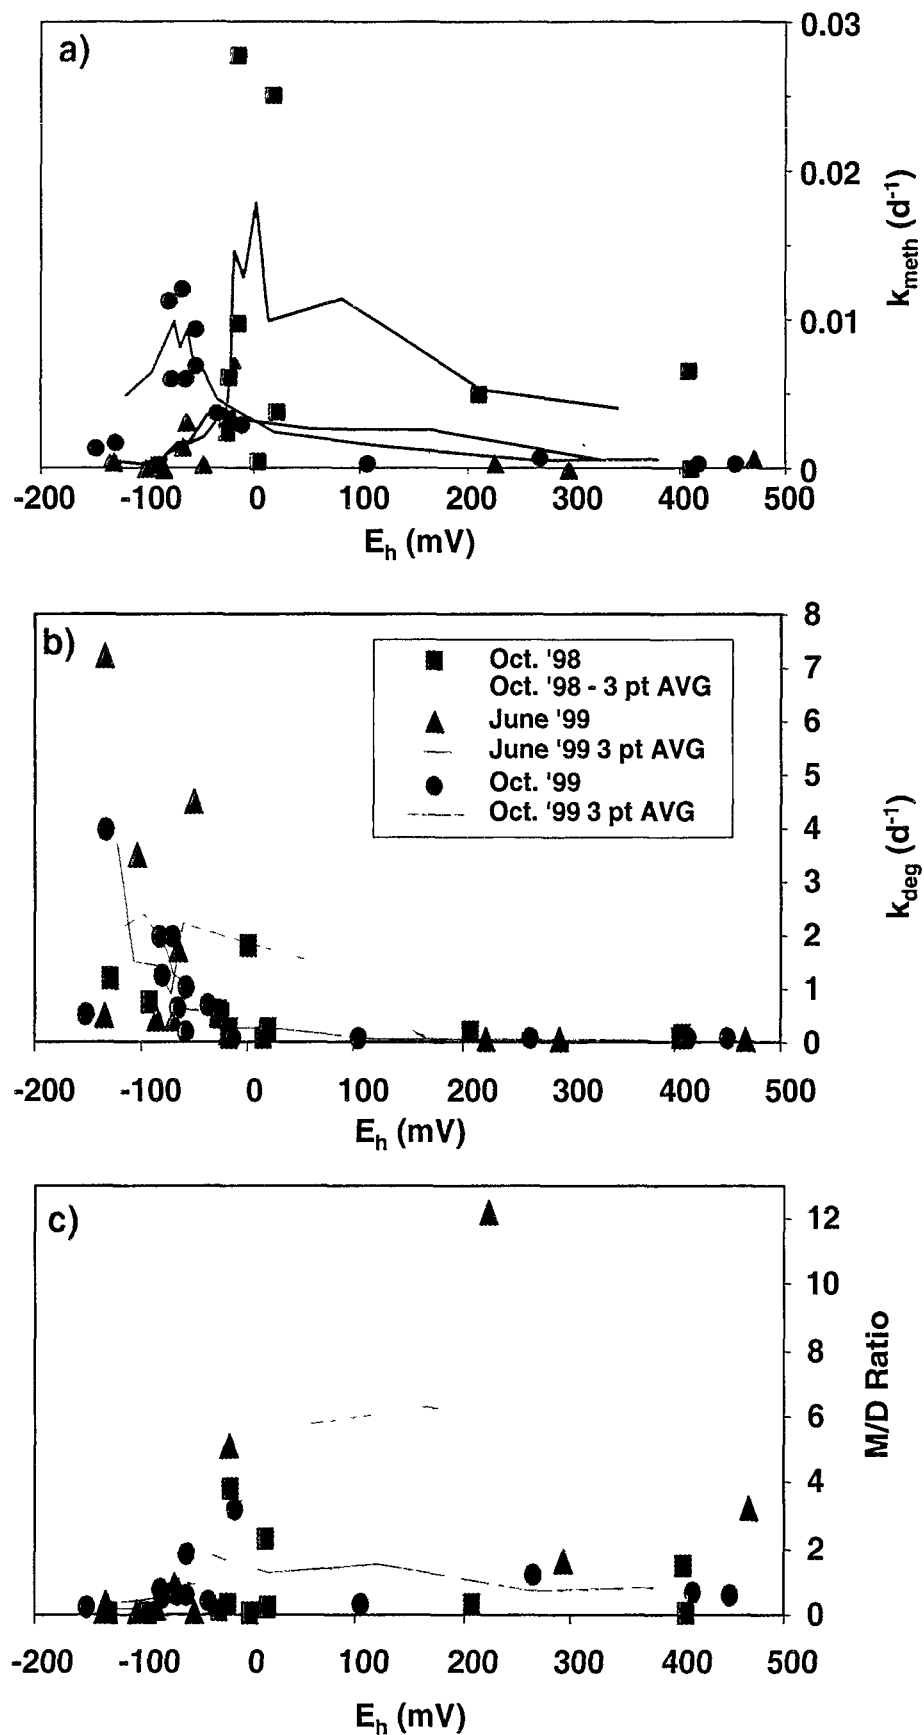 a)
0.03
0.02
0.01
0
k_meth (d^-1)
-200 -100 0 100 200 300 400 500
E_h (mV)
b)
8
7
6
5
4
3
2
1
0
k_deg (d^-1)
Oct. '98
Oct. '98 - 3 pt AVG
June '99
June '99 3 pt AVG
Oct. '99
Oct. '99 3 pt AVG
-200 -100 0 100 200 300 400 500
E_h (mV)
c)
12
10
8
6
4
2
0
M/D Ratio
-200 -100 0 100 200 300 400 500
E_h (mV)